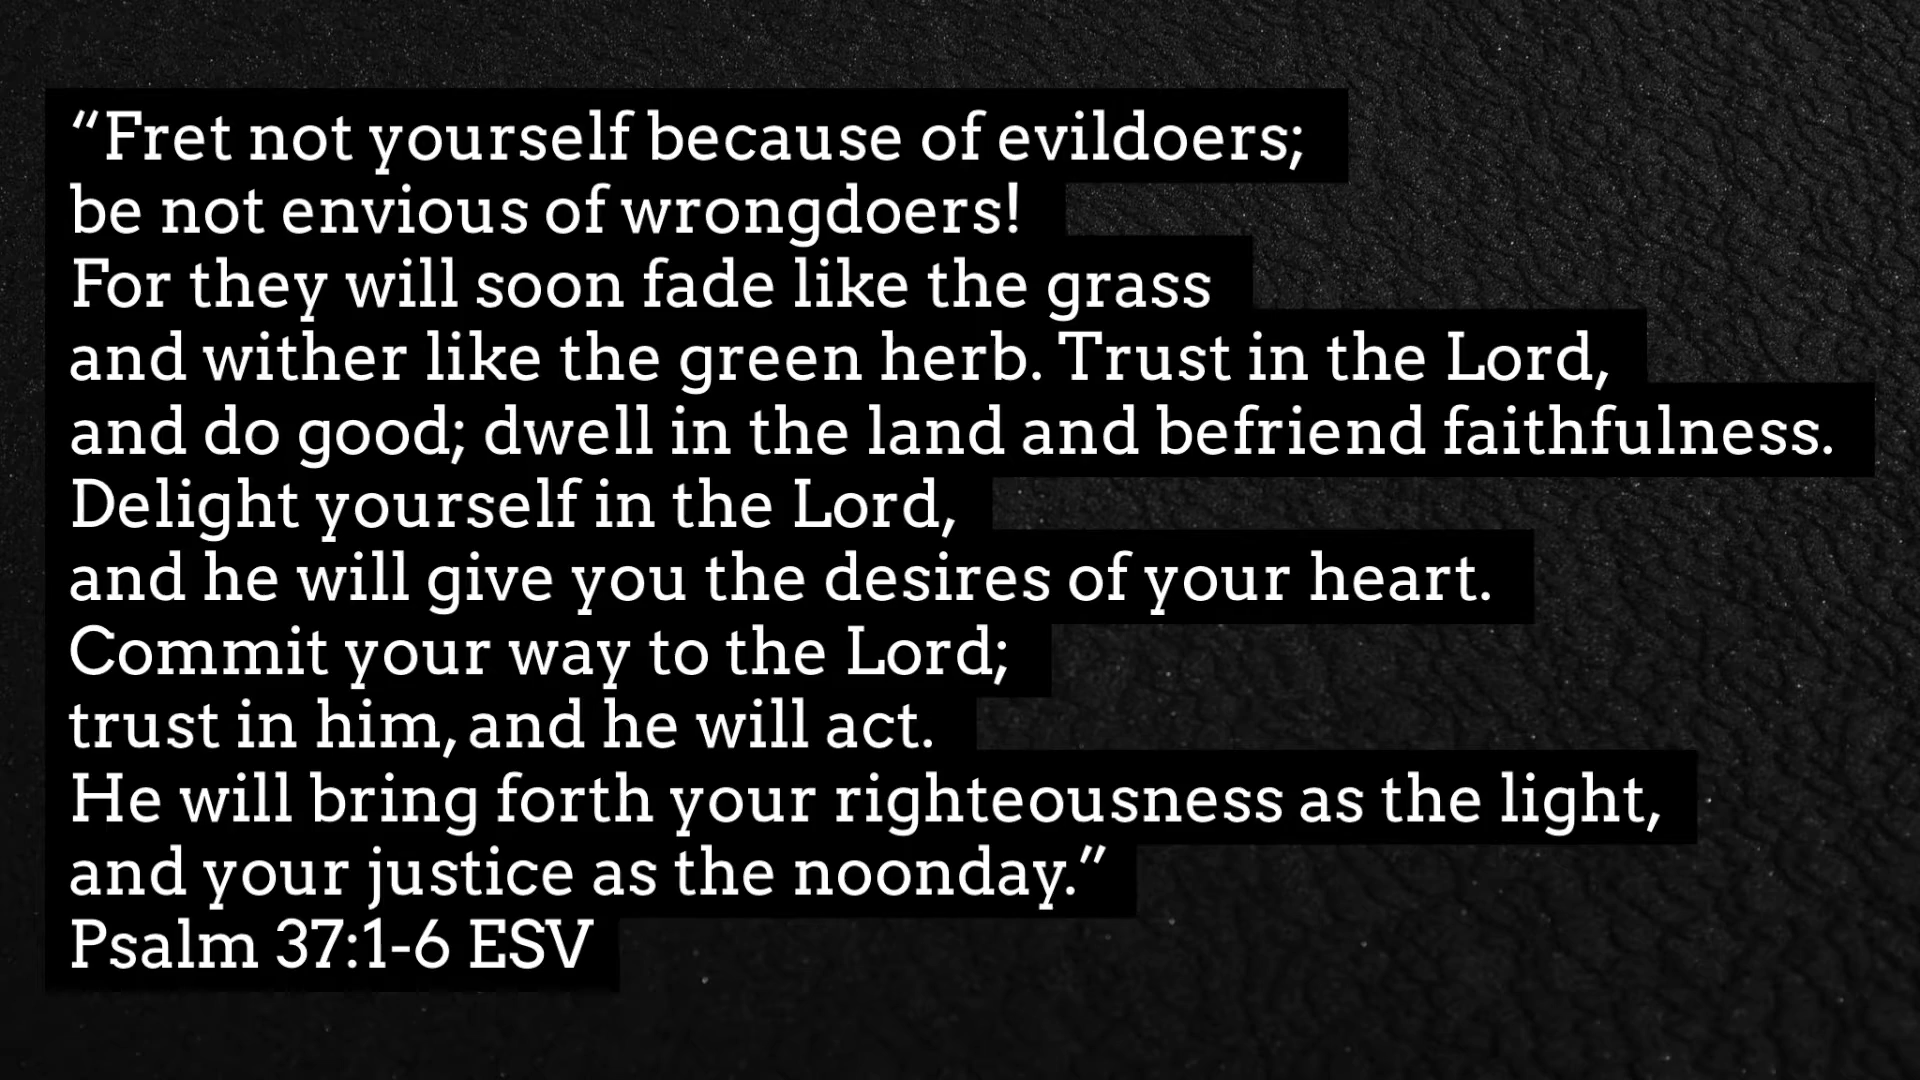 “Fret not yourself because of evildoers;
be not envious of wrongdoers!
For they will soon fade like the grass
and wither like the green herb. Trust in the Lord,
and do good; dwell in the land and befriend faithfulness.
Delight yourself in the Lord,
and he will give you the desires of your heart.
Commit your way to the Lord;
trust in him, and he will act.
He will bring forth your righteousness as the light,
and your justice as the noonday.”
Psalm 37:1-6 ESV